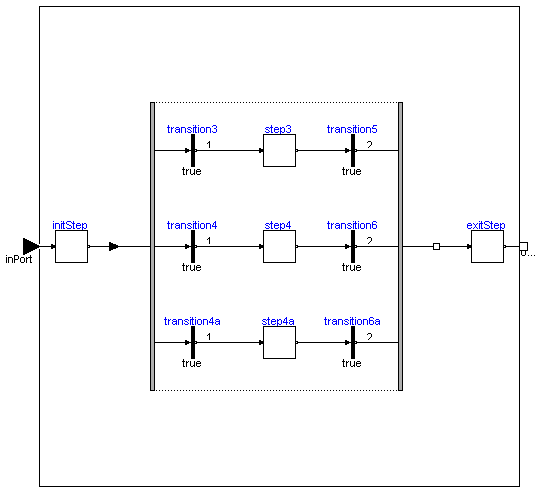 transition3
step3
transition5
1
2
true
true
initStep
transition4
step4
transition6
exitStep
1
2
inPort
true
true
0...
transition4a
step4a
transition6a
1
2
true
true